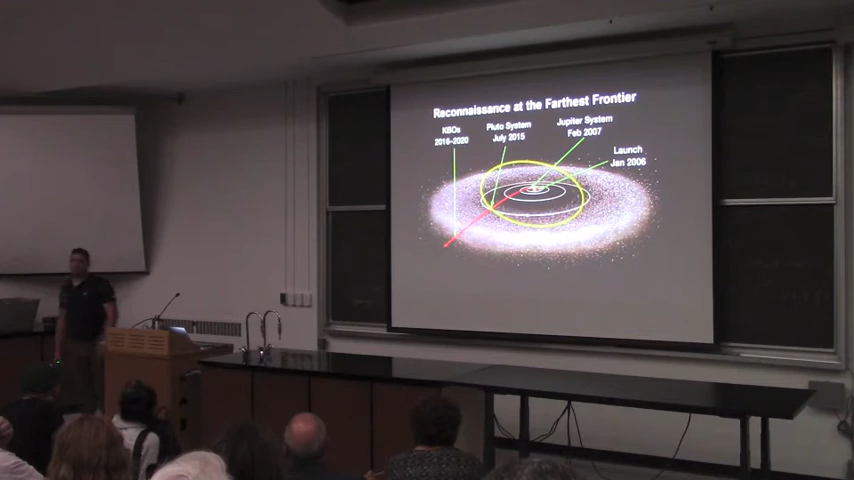 Reconnaissance at the Farthest Frontier
KBOs
2016-2020
Pluto System
July 2015
Jupiter System
Feb 2007
Launch
Jan 2006